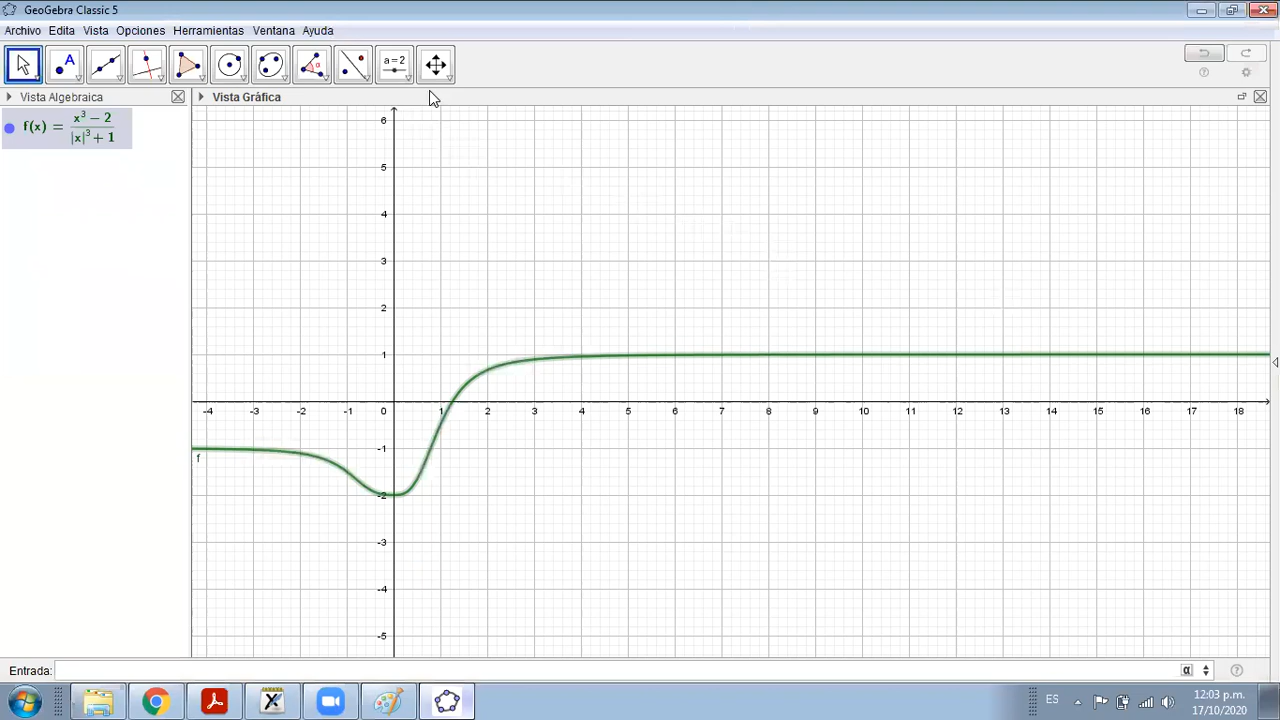 GeoGebra Classic 5
Archivo Edita Vista Opciones Herramientas Ventana Ayuda
A a=2 α
Vista Algebraica
Vista Gráfica
f(x) = (x³ − 2) / (|x|³ + 1)
6
5
4
3
2
1
-4 -3 -2 -1 0 1 2 3 4 5 6 7 8 9 10 11 12 13 14 15 16 17 18
-1
f
-2
-3
-4
-5
Entrada: α
ES 12:03 p.m.
17/10/2020